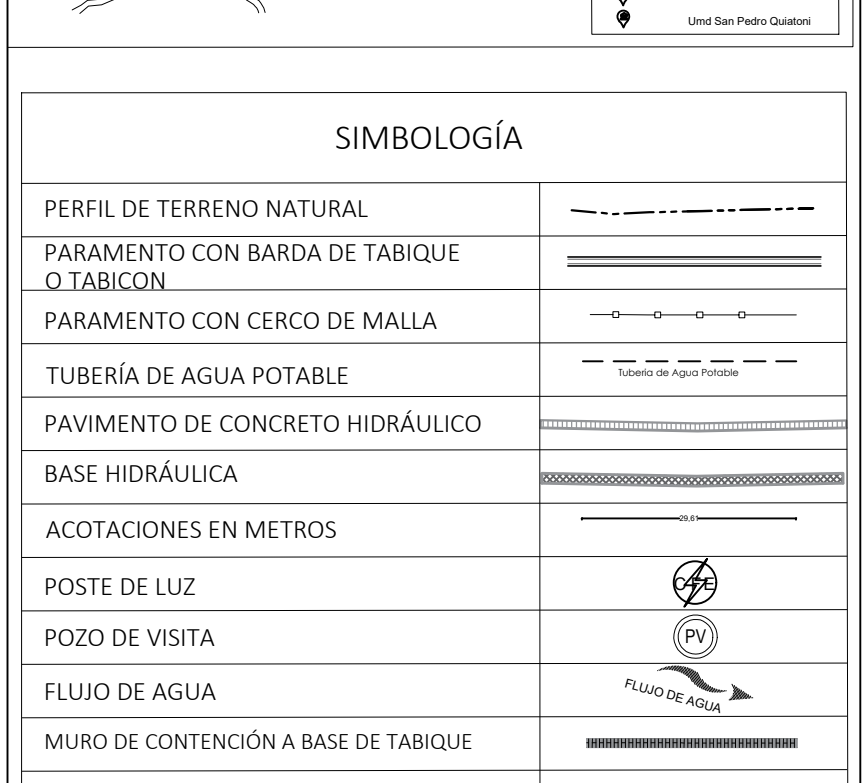 Umd San Pedro Quiatoni
SIMBOLOGÍA
PERFIL DE TERRENO NATURAL
PARAMENTO CON BARDA DE TABIQUE
O TABICON
PARAMENTO CON CERCO DE MALLA
TUBERÍA DE AGUA POTABLE
Tuberia de Agua Potable
PAVIMENTO DE CONCRETO HIDRÁULICO
BASE HIDRÁULICA
ACOTACIONES EN METROS
29,61
POSTE DE LUZ
CFE
POZO DE VISITA
PV
FLUJO DE AGUA
FLUJO DE AGUA
MURO DE CONTENCIÓN A BASE DE TABIQUE